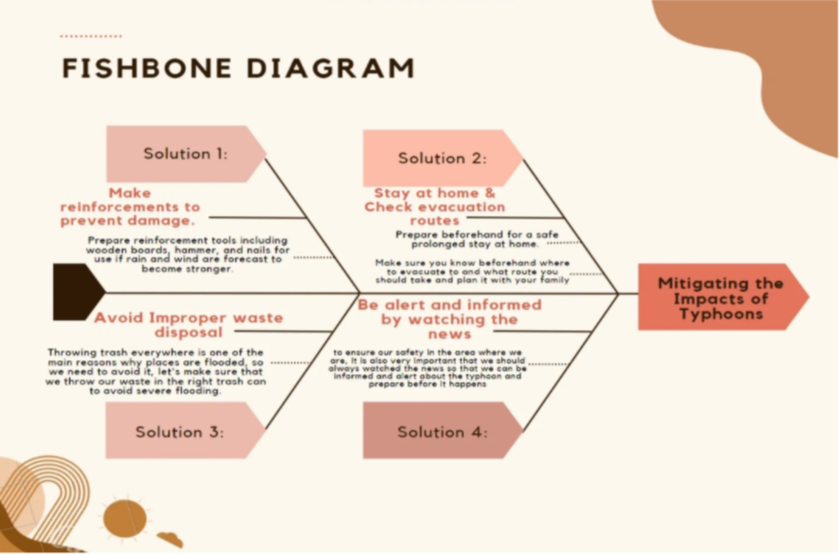 FISHBONE DIAGRAM
Solution 1:
Make
reinforcements to
prevent damage.
Prepare reinforcement tools including
wooden boards, hammer, and nails for
use if rain and wind are forecast to
become stronger.
Solution 2:
Stay at home &
Check evacuation
routes
Prepare beforehand for a safe
prolonged stay at home.
Make sure you know beforehand where
to evacuate to and what route you
should take and plan it with your family
Mitigating the
Impacts of
Typhoons
Avoid Improper waste
disposal
Throwing trash everywhere is one of the
main reasons why places are flooded, so
we need to avoid it, let's make sure that
we throw our waste in the right trash can
to avoid severe flooding.
Solution 3:
Be alert and informed
by watching the
news
to ensure our safety in the area where we
are, it is also very important that we should
always watched the news so that we can be
informed and alert about the typhoon and
prepare before it happens
Solution 4: